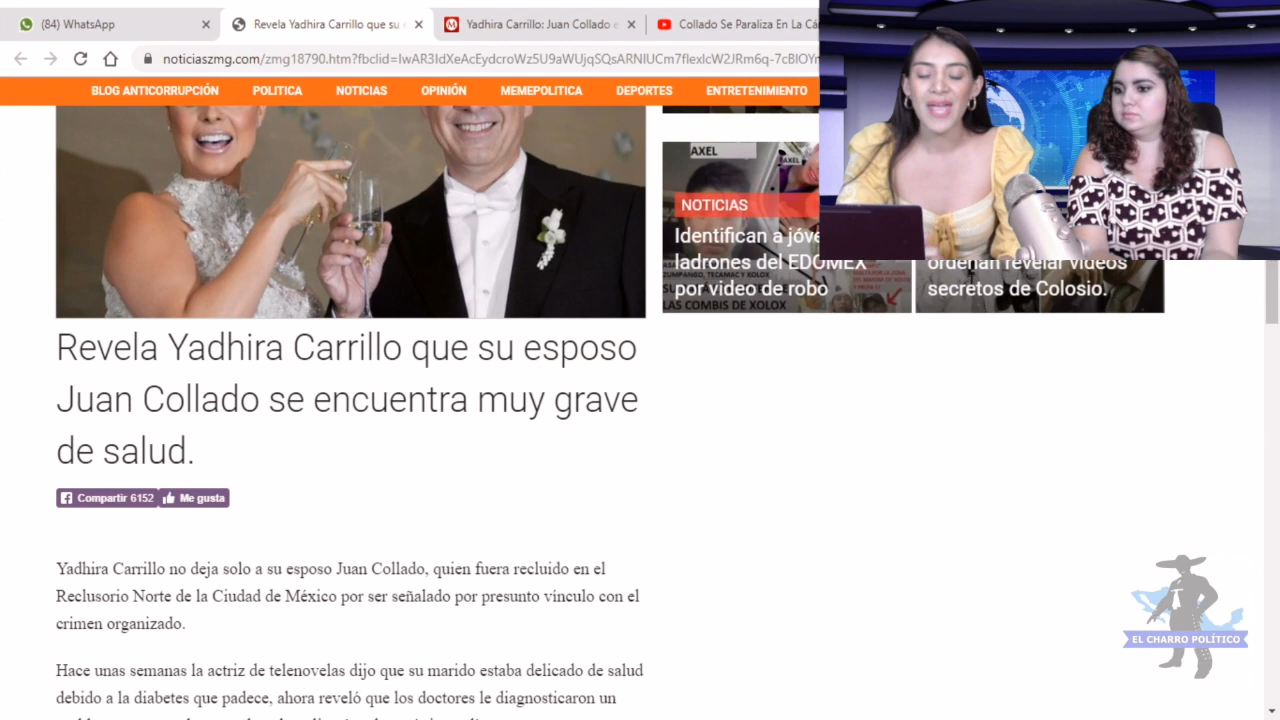 (84) WhatsApp
Revela Yadhira Carrillo que su
Yadhira Carrillo: Juan Collado
Collado Se Paraliza En La Cá
noticiaszmg.com/zmg18790.htm?fbclid=
BLOG ANTICORRUPCIÓN POLITICA NOTICIAS OPINIÓN MEMEPOLITICA DEPORTES ENTRETENIMIENTO
AXEL
AXEL
NOTICIAS
Identifican a jóve
ladrones del EDOMEX
por video de robo
ZUMPANGO, TECAMAC Y XOLOX
LAS COMBIS DE XOLOX
ordenan revelar videos
secretos de Colosio.
Revela Yadhira Carrillo que su esposo
Juan Collado se encuentra muy grave
de salud.
Compartir 6152 Me gusta
Yadhira Carrillo no deja solo a su esposo Juan Collado, quien fuera recluido en el
Reclusorio Norte de la Ciudad de México por ser señalado por presunto vínculo con el
crimen organizado.
Hace unas semanas la actriz de telenovelas dijo que su marido estaba delicado de salud
debido a la diabetes que padece, ahora reveló que los doctores le diagnosticaron un
EL CHARRO POLÍTICO